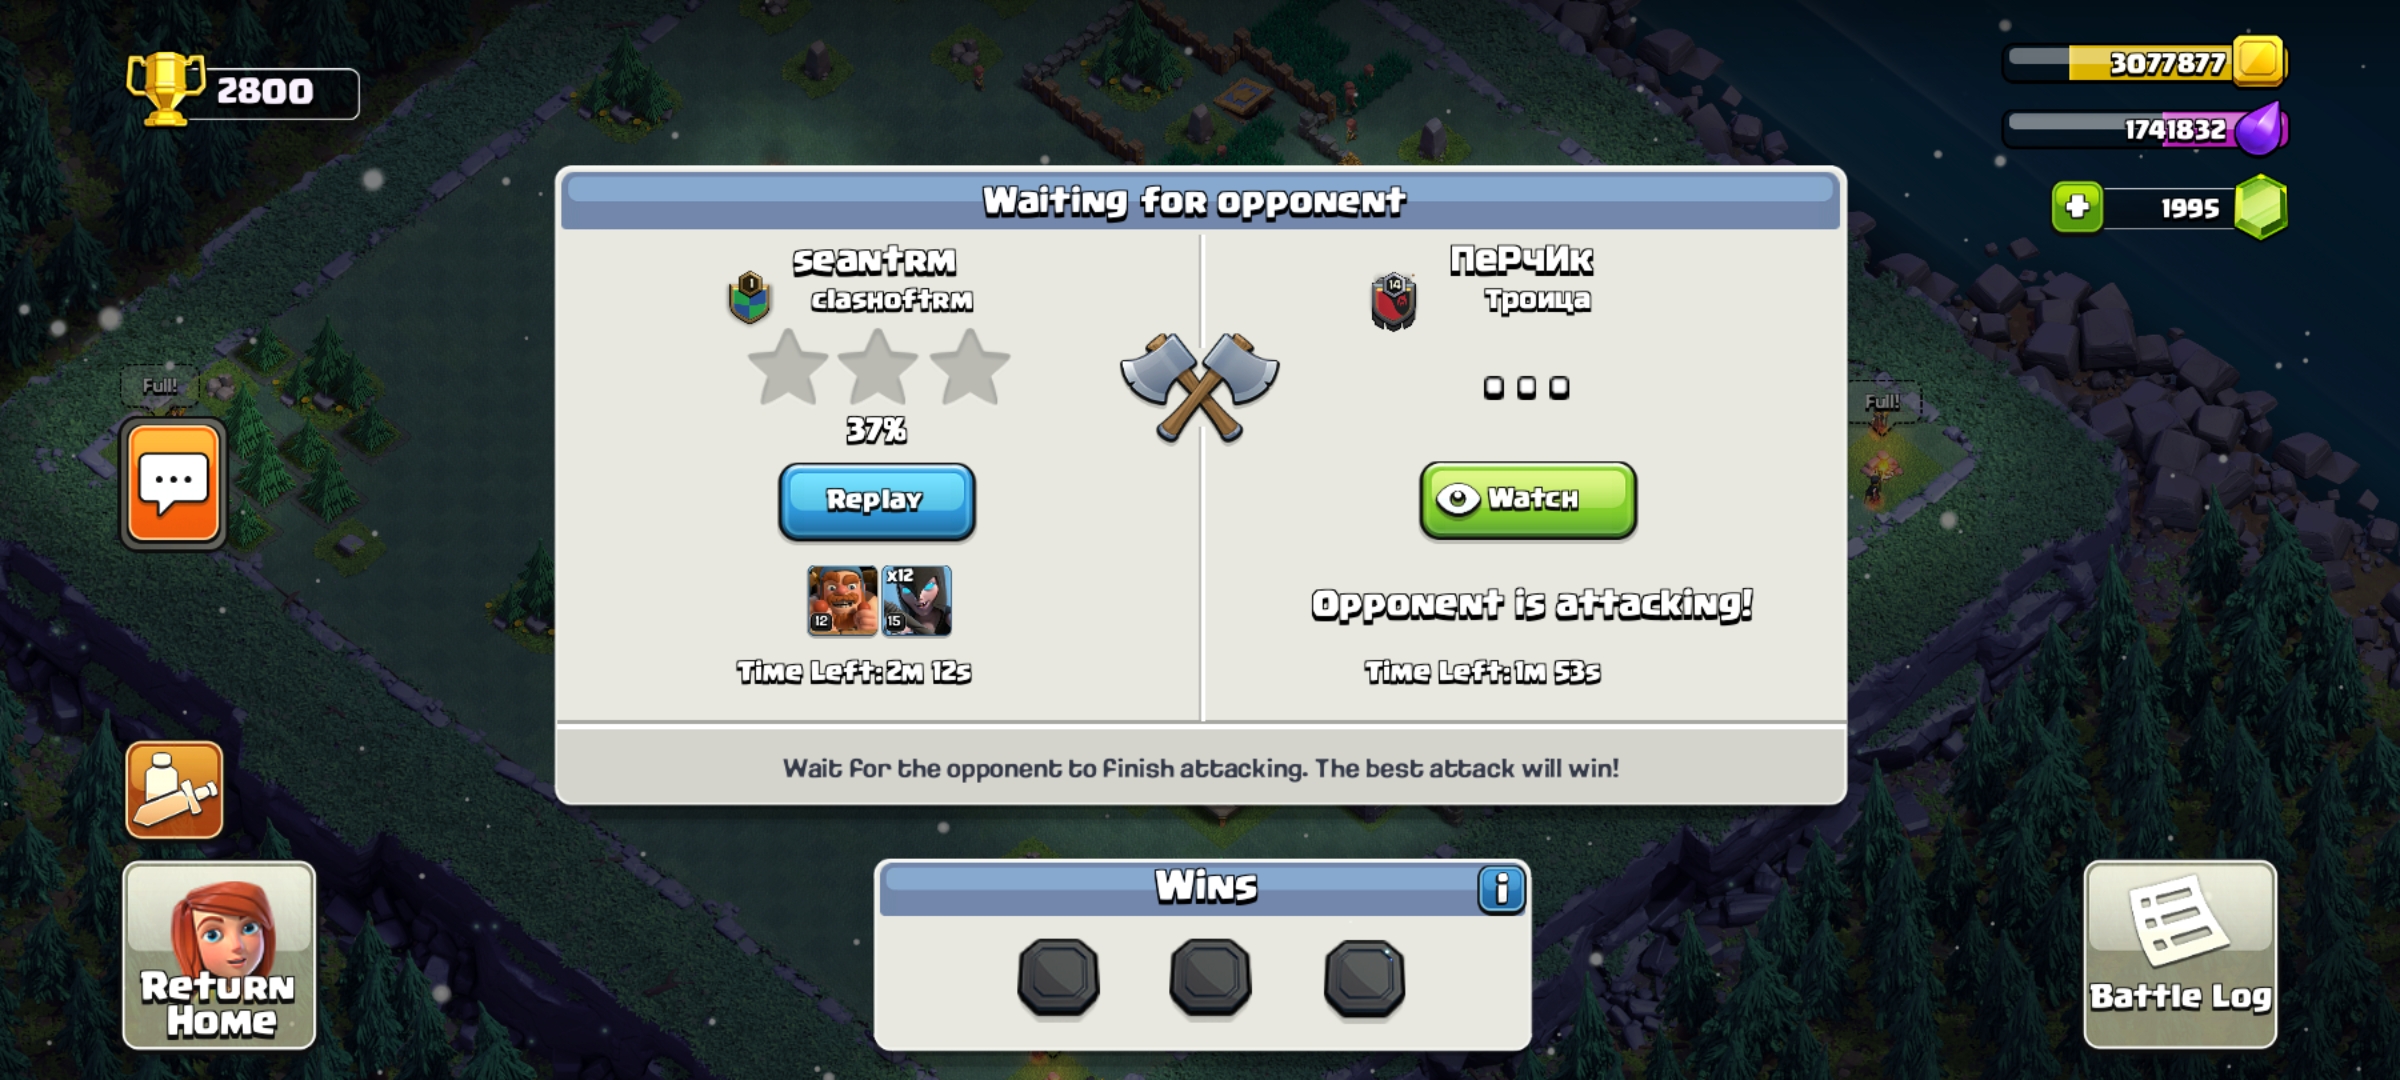 2800
3077877
1741832
1995
Waiting for opponent
seantrm
1
clashoftrm
ПеРчИк
14
Троица
37%
Full!
Full!
Replay
Watch
x12
12
15
Opponent is attacking!
Time Left: 2m 12s
Time Left: 1m 53s
Wait for the opponent to finish attacking. The best attack will win!
Wins
i
Return
Home
Battle Log